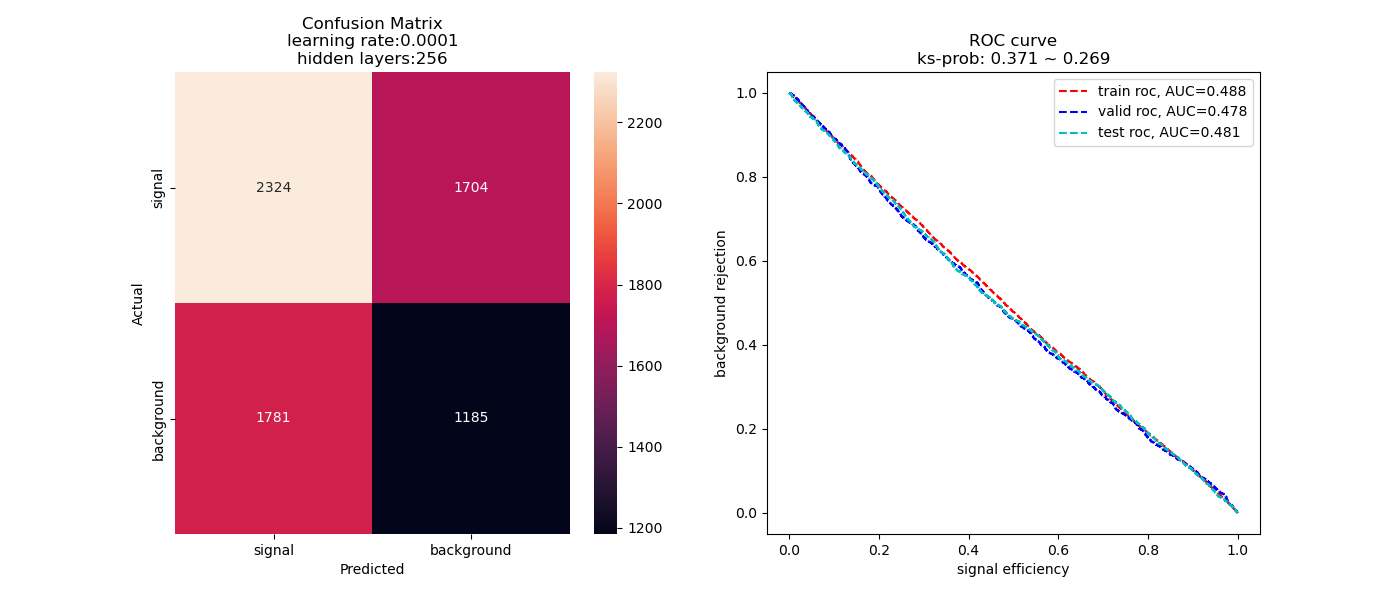 Confusion Matrix
learning rate:0.0001
hidden layers:256
signal
background
Actual
2324
1704
1781
1185
signal
background
Predicted
2200
2000
1800
1600
1400
1200
ROC curve
ks-prob: 0.371 ~ 0.269
train roc, AUC=0.488
valid roc, AUC=0.478
test roc, AUC=0.481
background rejection
1.0
0.8
0.6
0.4
0.2
0.0
0.0 0.2 0.4 0.6 0.8 1.0
signal efficiency